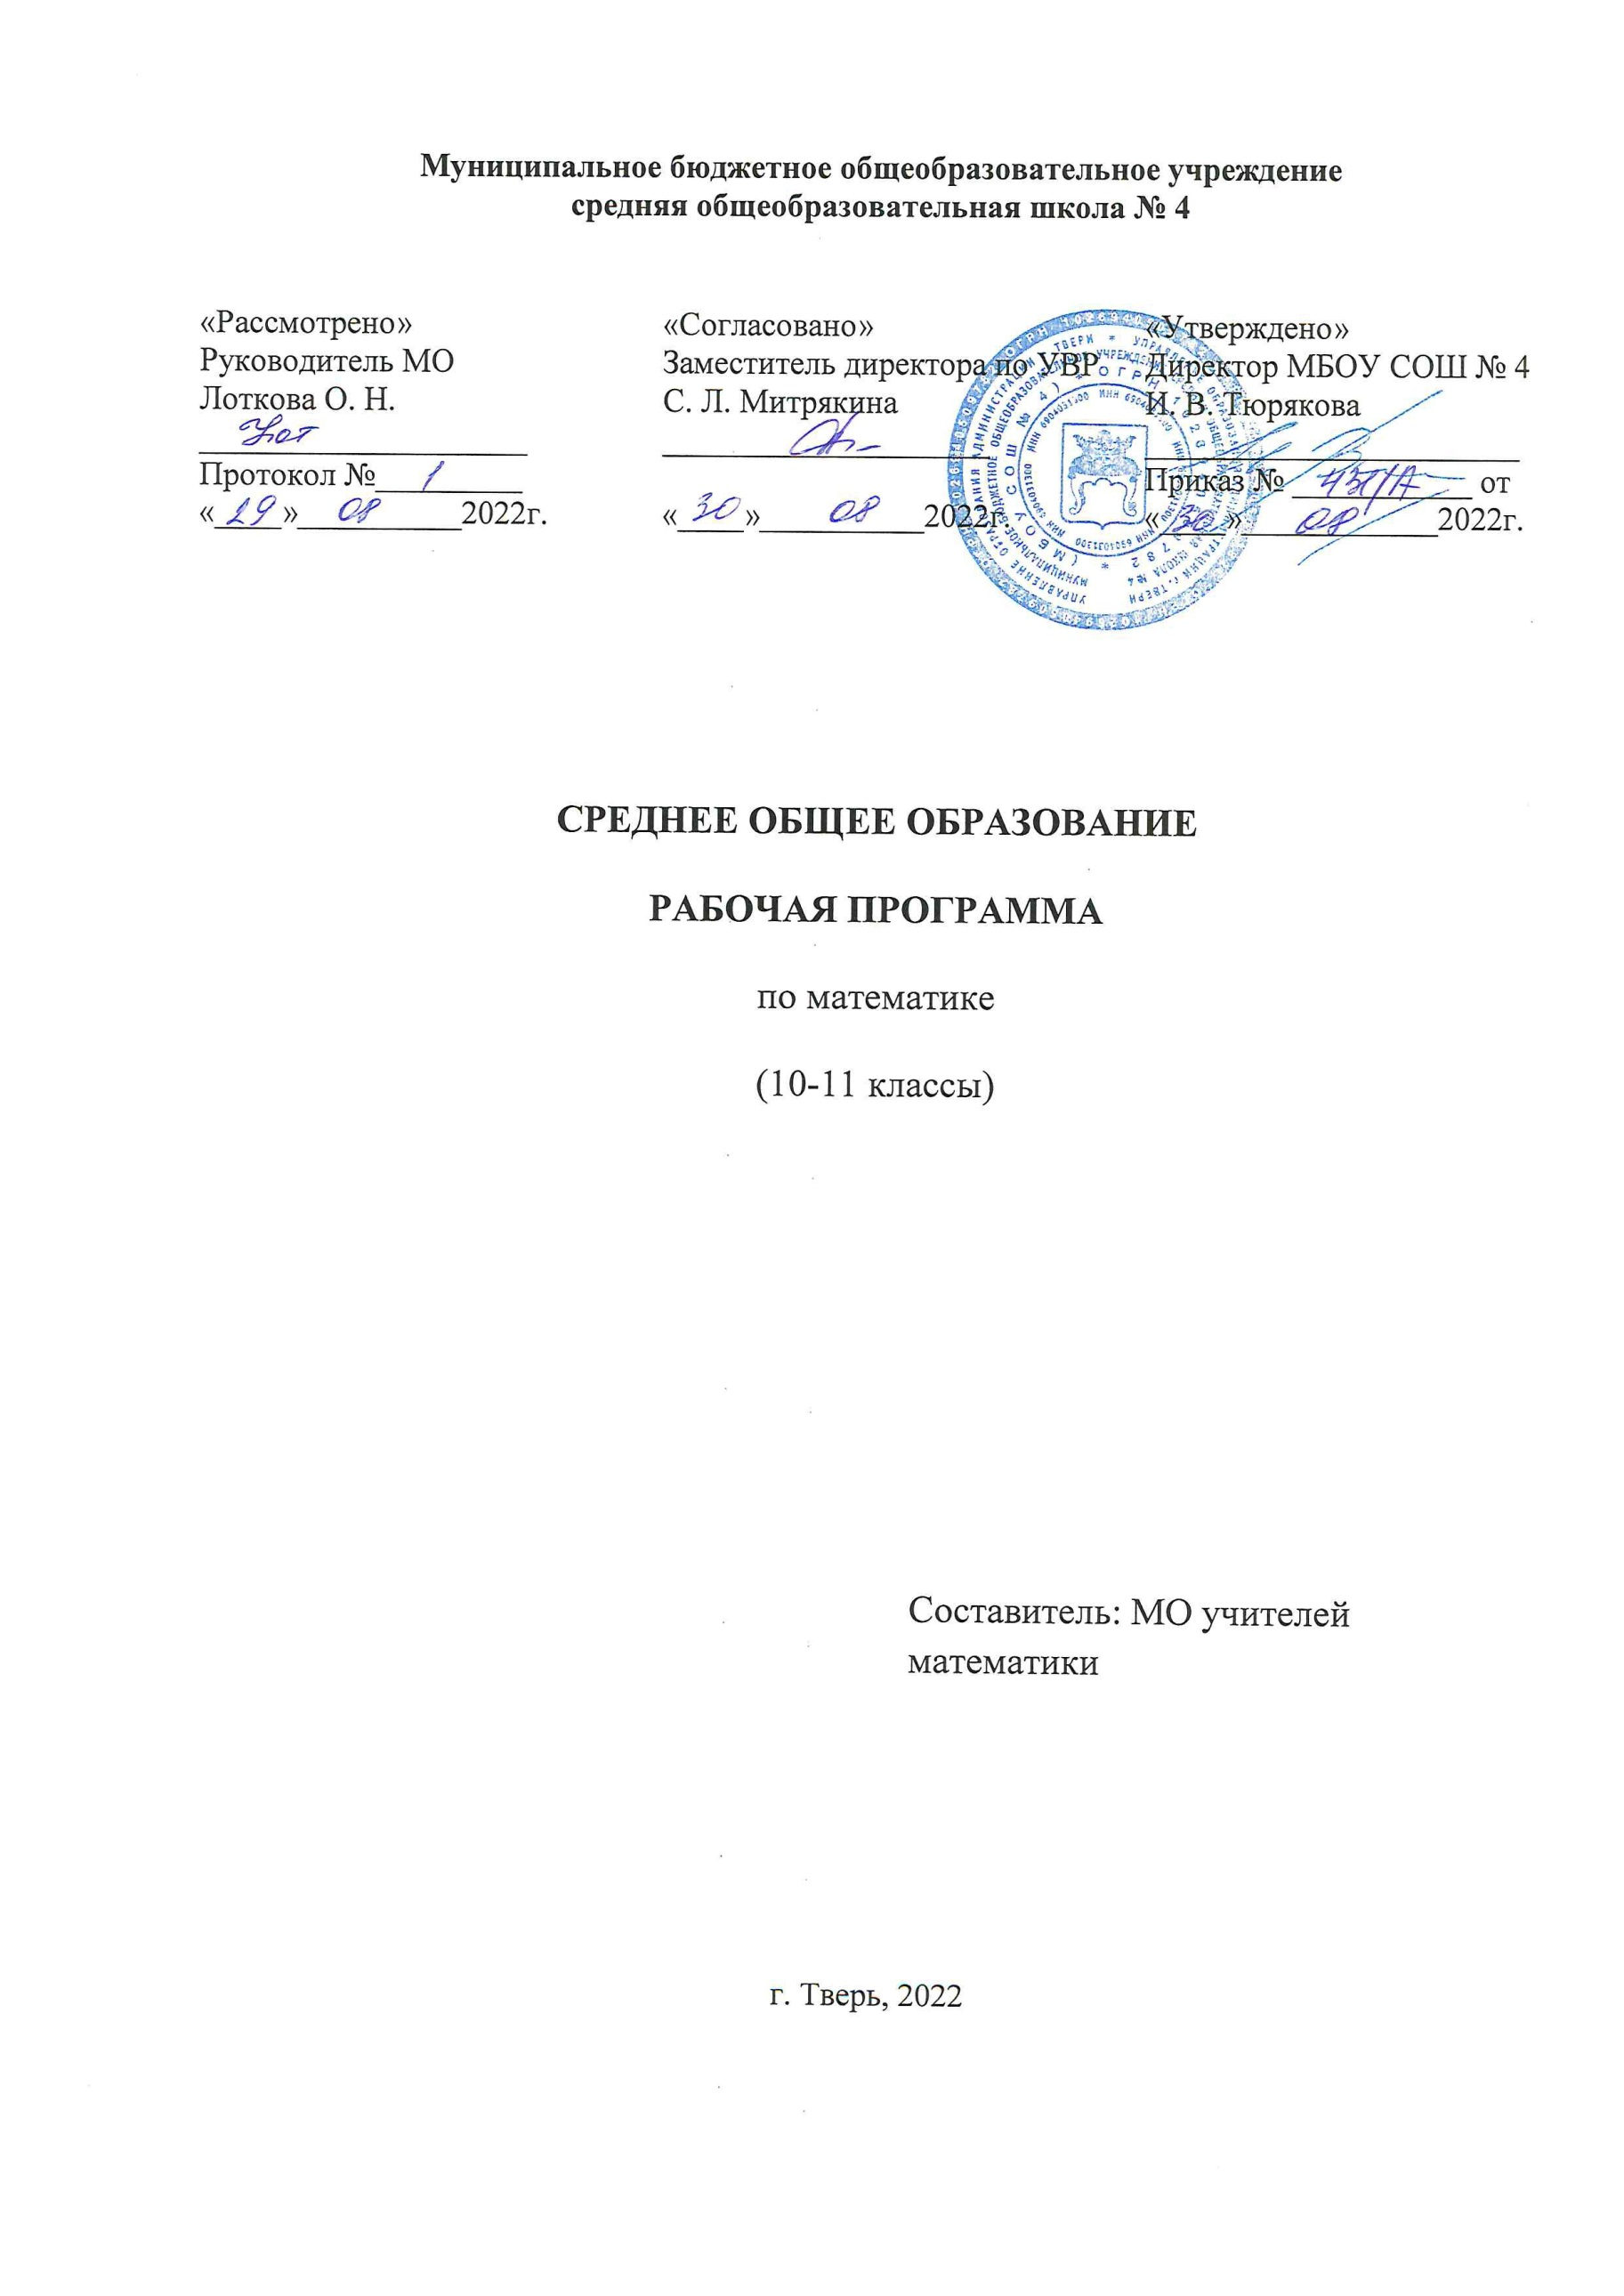 Муниципальное бюджетное общеобразовательное учреждение
средняя общеобразовательная школа № 4
«Рассмотрено»
Руководитель МО
Лоткова О. Н.
Протокол № 1
«29» 08 2022г.
«Согласовано»
Заместитель директора по УВР
С. Л. Митрякина
«30» 08 2022г.
«Утверждено»
Директор МБОУ СОШ № 4
И. В. Тюрякова
Приказ № от
«30» 08 2022г.
СРЕДНЕЕ ОБЩЕЕ ОБРАЗОВАНИЕ
РАБОЧАЯ ПРОГРАММА
по математике
(10-11 классы)
Составитель: МО учителей
математики
г. Тверь, 2022